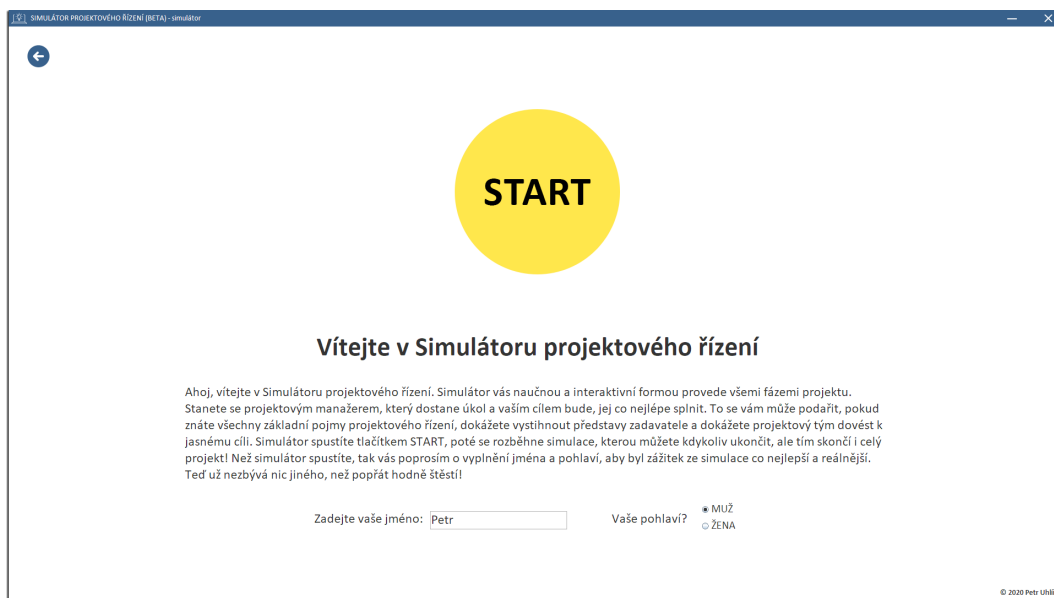 SIMULÁTOR PROJEKTOVÉHO ŘÍZENÍ (BETA) - simulátor
START
Vítejte v Simulátoru projektového řízení
Ahoj, vítejte v Simulátoru projektového řízení. Simulátor vás naučnou a interaktivní formou provede všemi fázemi projektu.
Stanete se projektovým manažerem, který dostane úkol a vaším cílem bude, jej co nejlépe splnit. To se vám může podařit, pokud
znáte všechny základní pojmy projektového řízení, dokážete vystihnout představy zadavatele a dokážete projektový tým dovést k
jasnému cíli. Simulátor spustíte tlačítkem START, poté se rozběhne simulace, kterou můžete kdykoliv ukončit, ale tím skončí i celý
projekt! Než simulátor spustíte, tak vás poprosím o vyplnění jména a pohlaví, aby byl zážitek ze simulace co nejlepší a reálnější.
Teď už nezbývá nic jiného, než popřát hodně štěstí!
Zadejte vaše jméno: Petr Vaše pohlaví? MUŽ
ŽENA
© 2020 Petr Uhlí